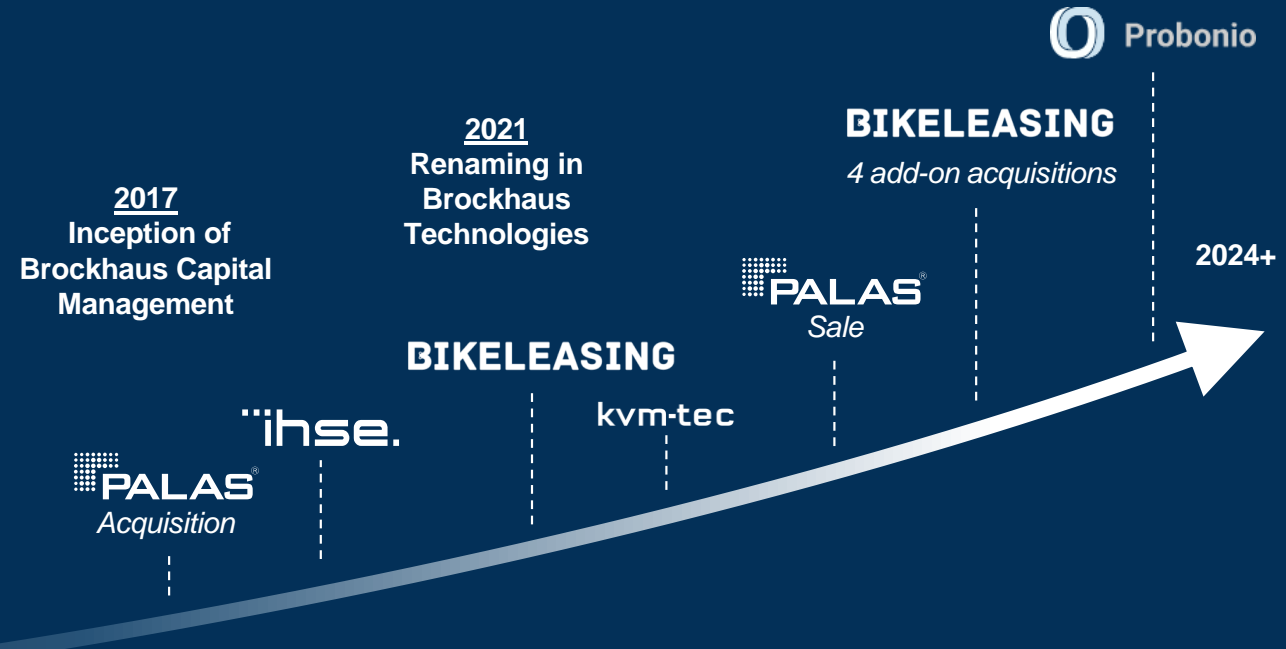 Probonio
BIKELEASING
4 add-on acquisitions
2021
Renaming in
Brockhaus
Technologies
2017
Inception of
Brockhaus Capital
Management
2024+
PALAS®
Sale
BIKELEASING
kvm-tec
ihse.
PALAS®
Acquisition